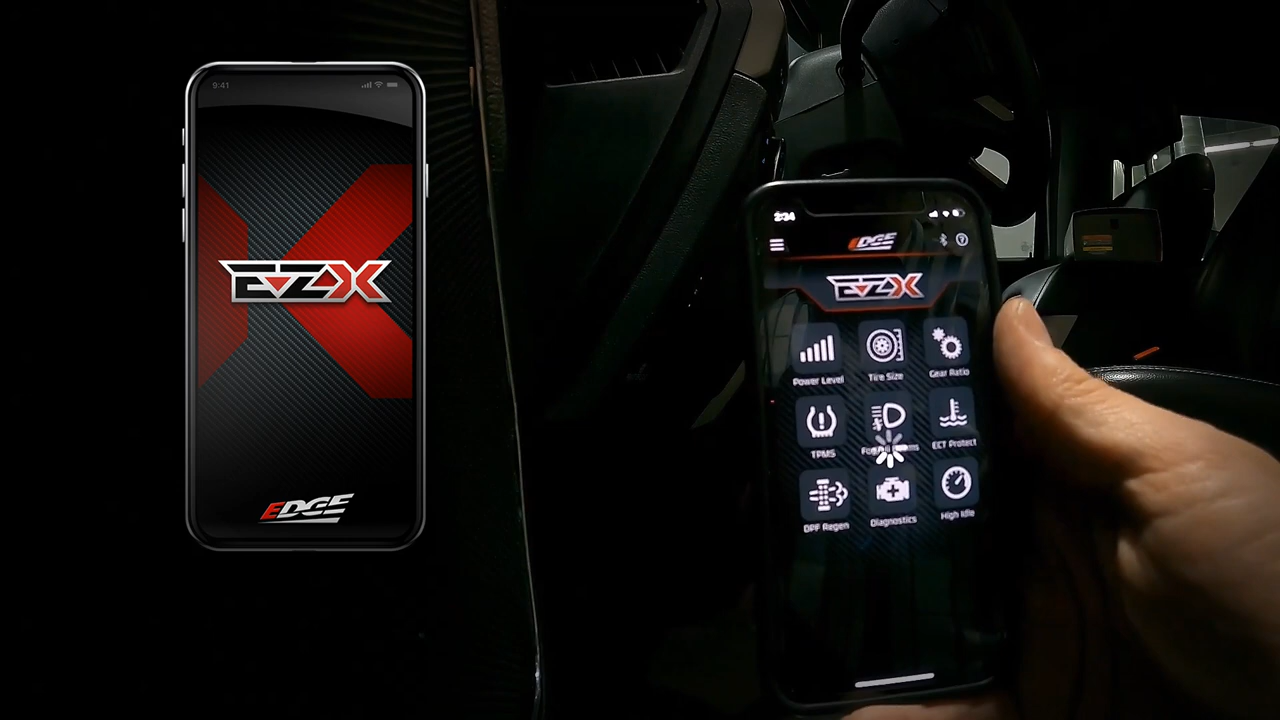 9:41
EZX
EDGE
2:34
EDGE
EZX
Power Level
Tire Size
Gear Ratio
TPMS
ECT Protect
DPF Regen
Diagnostics
High Idle